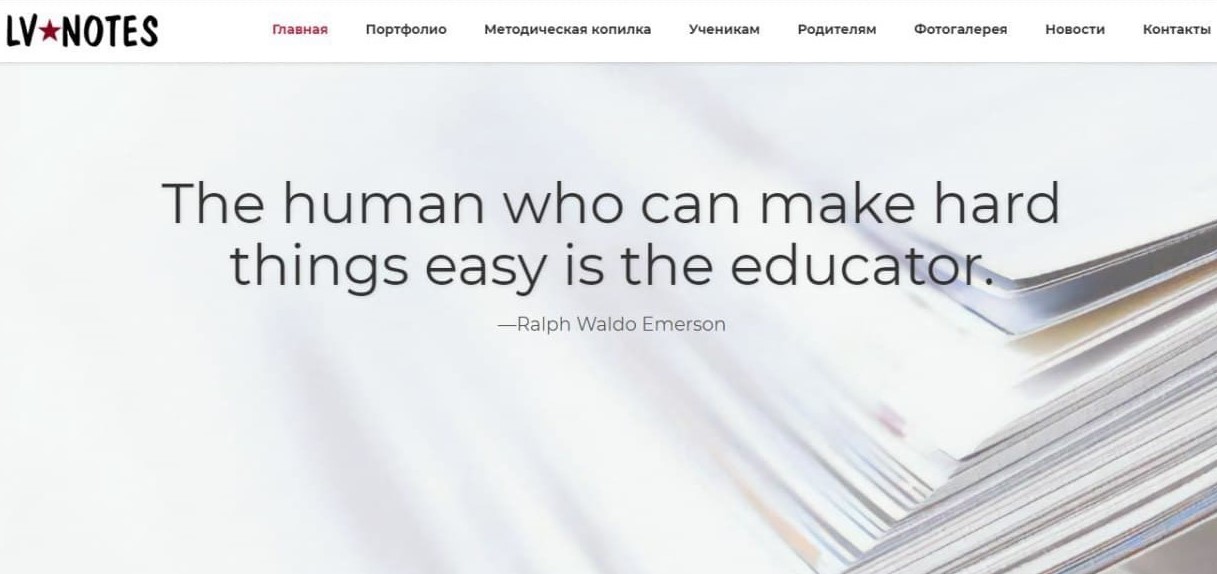 LV★NOTES
Главная Портфолио Методическая копилка Ученикам Родителям Фотогалерея Новости Контакты
The human who can make hard
things easy is the educator.
—Ralph Waldo Emerson